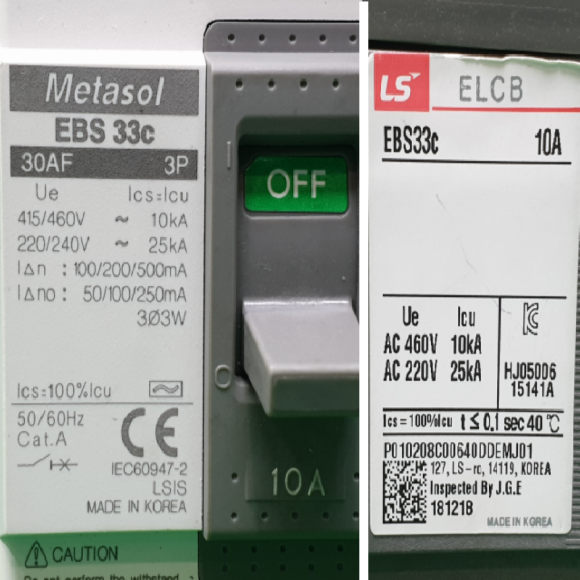 Metasol
EBS 33c
30AF 3P
Ue Ics=Icu
415/460V ~ 10kA
220/240V ~ 25kA
I∆n : 100/200/500mA
I∆no : 50/100/250mA
3Ø3W
Ics=100%Icu
50/60Hz
Cat.A
CE
IEC60947-2
LSIS
MADE IN KOREA
CAUTION
I
OFF
O
10A
LS ELCB
EBS33c 10A
Ue Icu
AC 460V 10kA
AC 220V 25kA
HJ05006
15141A
Ics = 100%Icu t ≤ 0.1 sec 40 ℃
P010208C00640DDEMJ01
127, LS-ro, 14119, KOREA
Inspected By J.G.E
181218
MADE IN KOREA